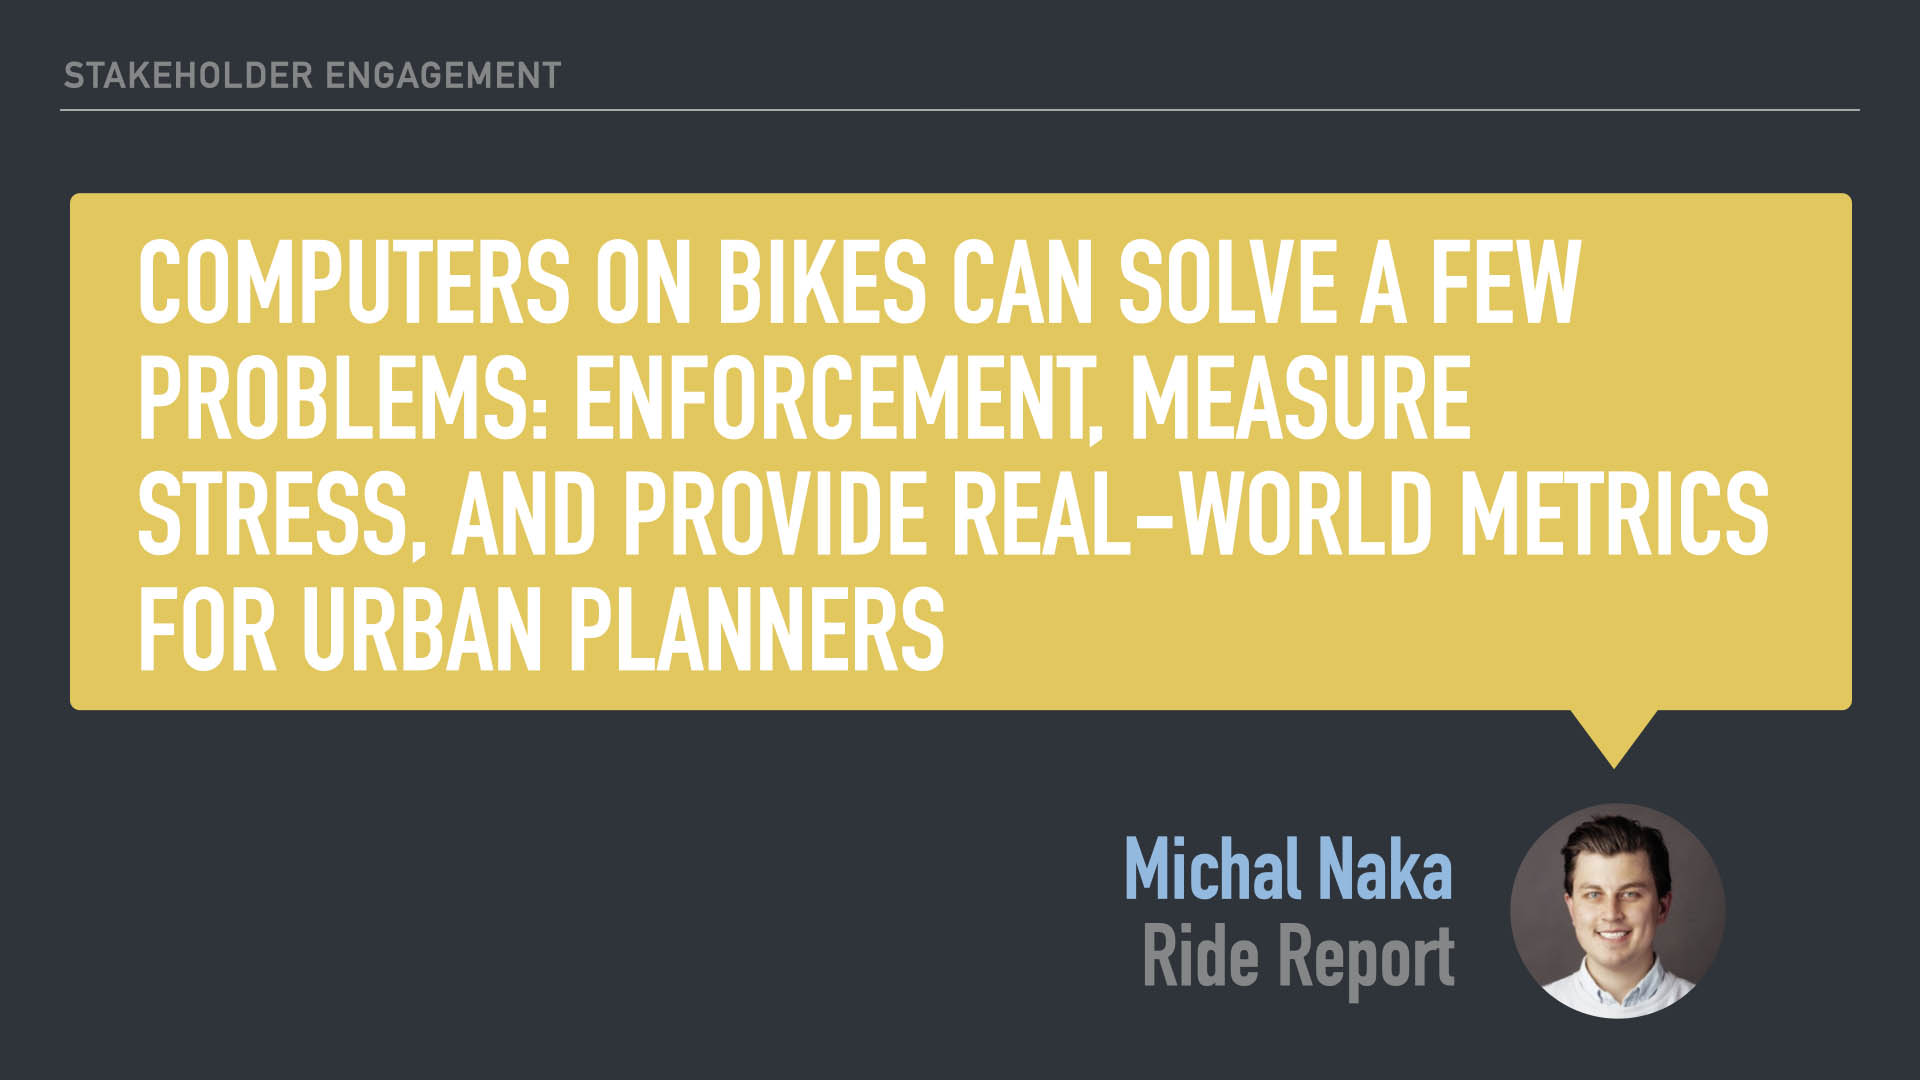 STAKEHOLDER ENGAGEMENT
COMPUTERS ON BIKES CAN SOLVE A FEW
PROBLEMS: ENFORCEMENT, MEASURE
STRESS, AND PROVIDE REAL-WORLD METRICS
FOR URBAN PLANNERS
Michal Naka
Ride Report